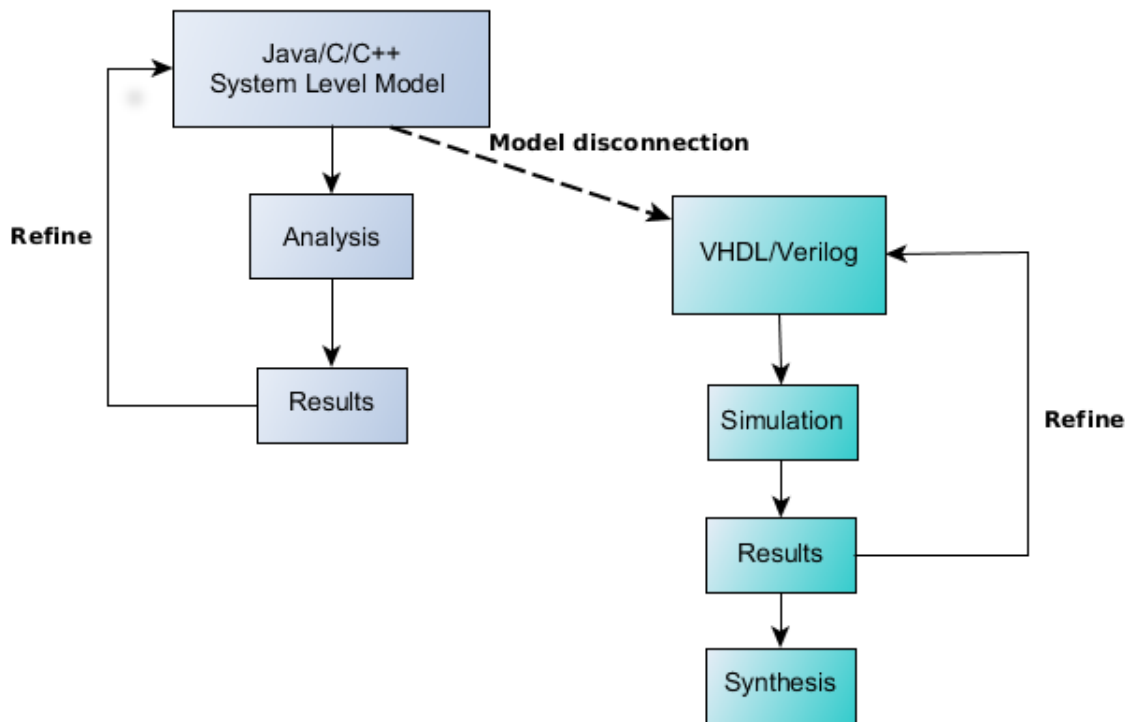 Java/C/C++
System Level Model
Model disconnection
Analysis
Refine
VHDL/Verilog
Results
Simulation
Refine
Results
Synthesis